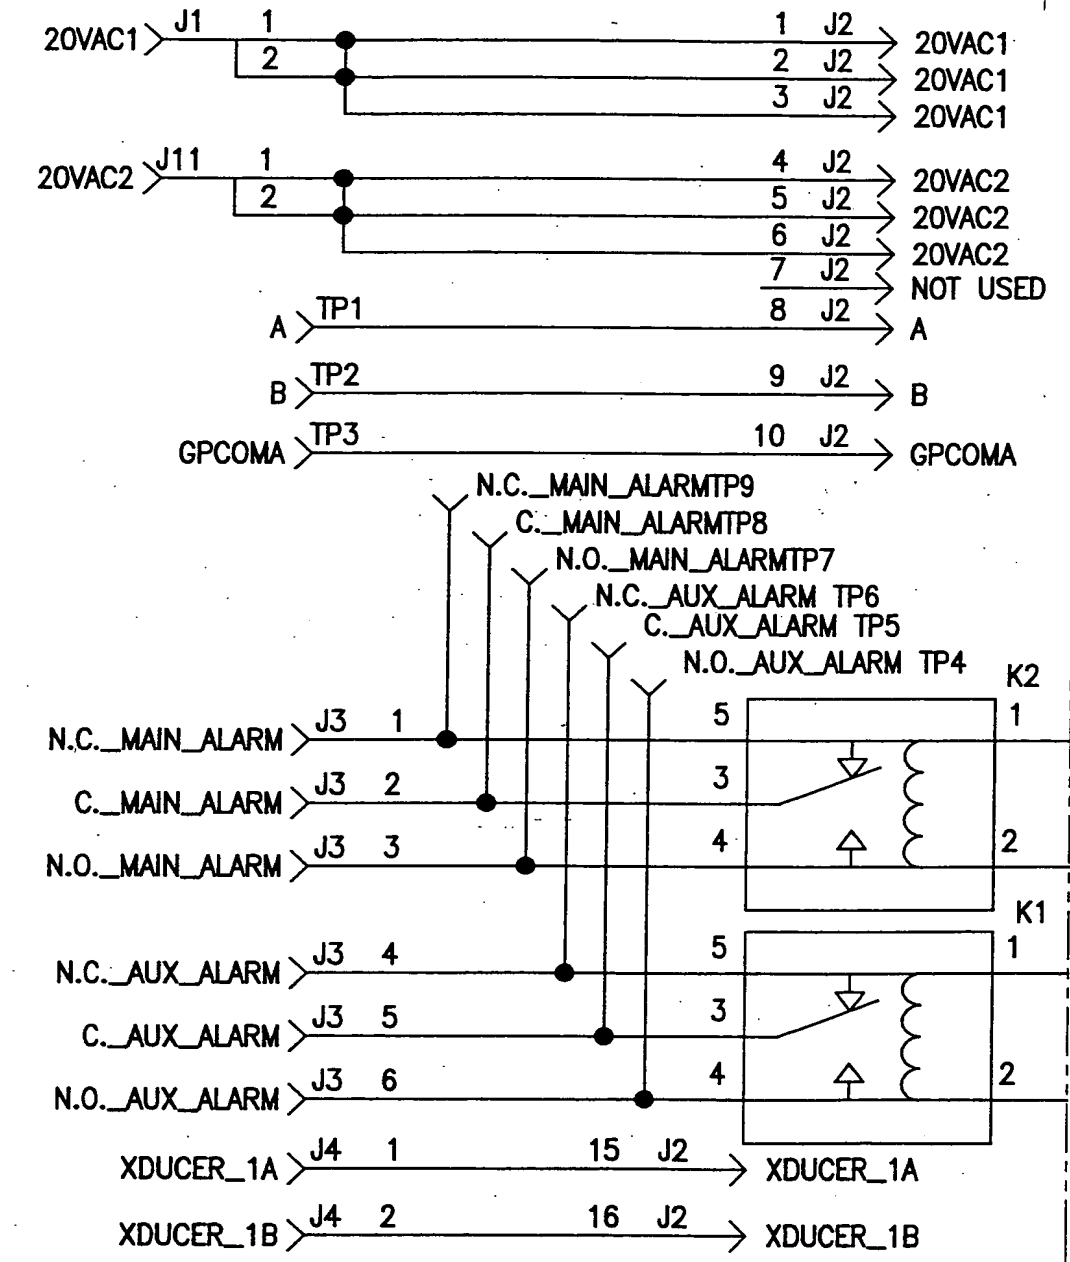 20VAC1 J1 1 1 J2 20VAC1
2 2 J2 20VAC1
3 J2 20VAC1
20VAC2 J11 1 4 J2 20VAC2
2 5 J2 20VAC2
6 J2 20VAC2
7 J2 NOT USED
A TP1 8 J2 A
B TP2 9 J2 B
GPCOMA TP3 10 J2 GPCOMA
N.C._MAIN_ALARMTP9
C._MAIN_ALARMTP8
N.O._MAIN_ALARMTP7
N.C._AUX_ALARM TP6
C._AUX_ALARM TP5
N.O._AUX_ALARM TP4
K2
N.C._MAIN_ALARM J3 1 5 1
C._MAIN_ALARM J3 2 3
N.O._MAIN_ALARM J3 3 4 2
K1
N.C._AUX_ALARM J3 4 5 1
C._AUX_ALARM J3 5 3
N.O._AUX_ALARM J3 6 4 2
XDUCER_1A J4 1 15 J2 XDUCER_1A
XDUCER_1B J4 2 16 J2 XDUCER_1B